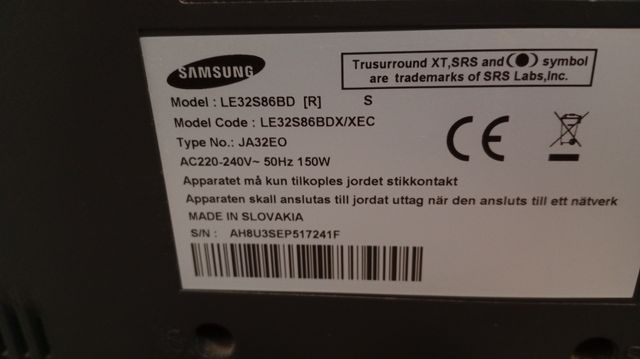 SAMSUNG
Trusurround XT,SRS and (●) symbol
are trademarks of SRS Labs,Inc.
Model : LE32S86BD [R] S
Model Code : LE32S86BDX/XEC
Type No.: JA32EO
AC220-240V~ 50Hz 150W
CE
Apparatet må kun tilkoples jordet stikkontakt
Apparaten skall anslutas till jordat uttag när den ansluts till ett nätverk
MADE IN SLOVAKIA
S/N : AH8U3SEP517241F